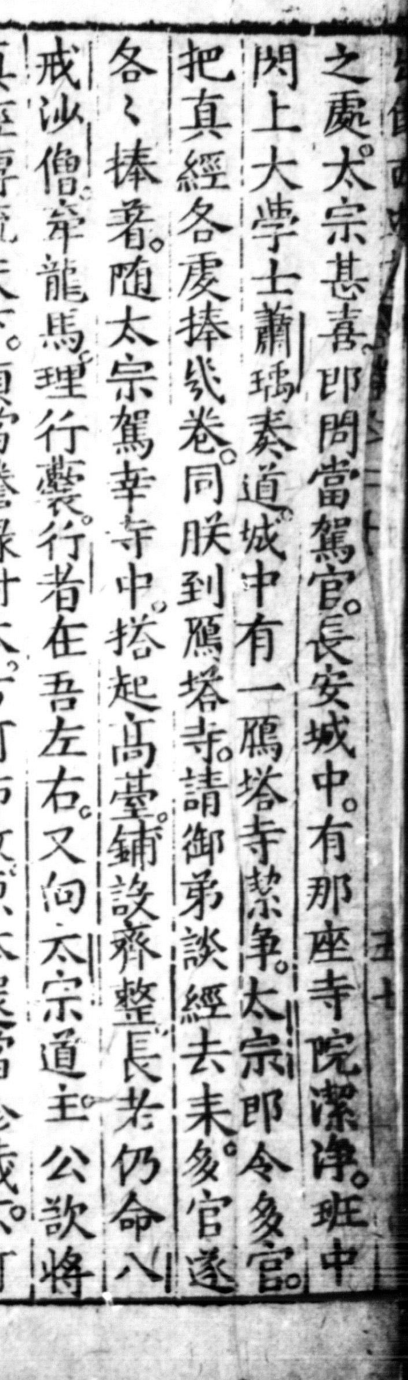 之處。太宗甚喜。即問當駕官。長安城中。有那座寺院潔淨。班中
閃上大學士蕭瑀奏道。城中有一鴈塔寺絜爭。太宗即令多官。
把真經各虔捧幾卷。同朕到鴈塔寺。請御弟談經去来。多官遂
各〻捧着。随太宗駕幸寺中。搭起高臺。鋪設齊整。長老仍命八
戒沙僧。牽龍馬。理行囊。行者在吾左右。又向太宗道。主公欲將